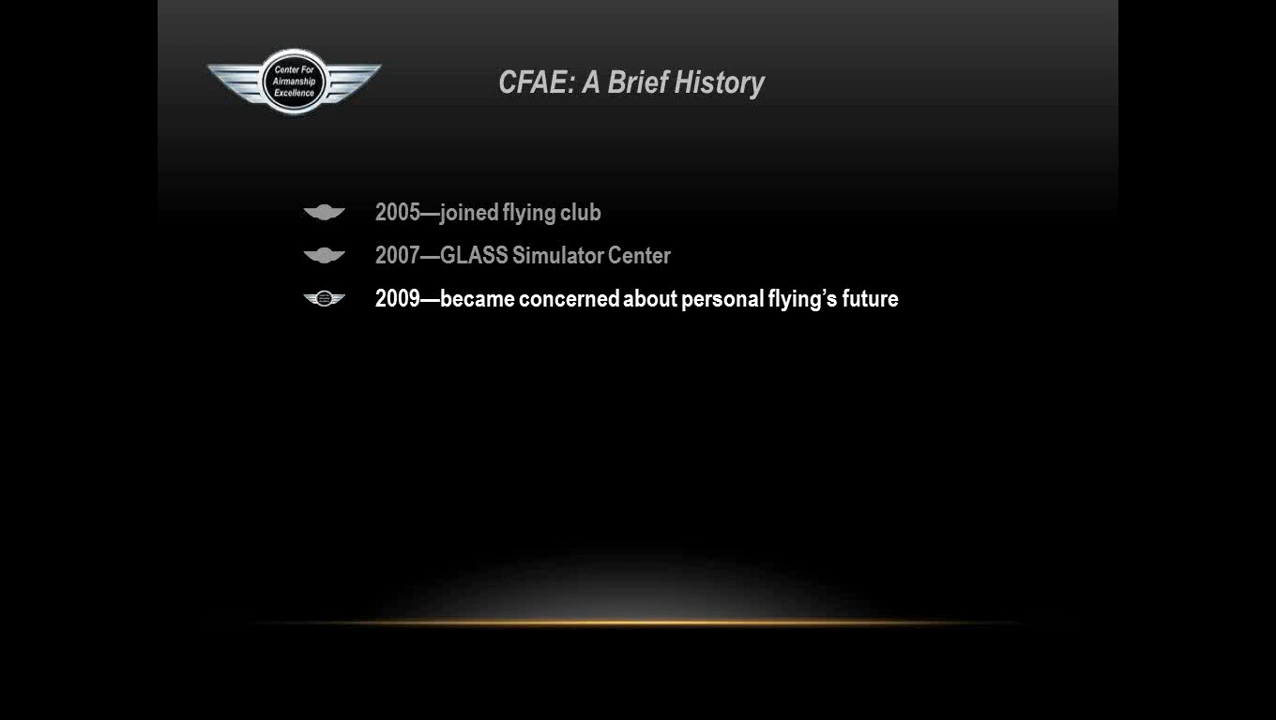 Center For
Airmanship
Excellence
CFAE: A Brief History
2005—joined flying club
2007—GLASS Simulator Center
2009—became concerned about personal flying’s future